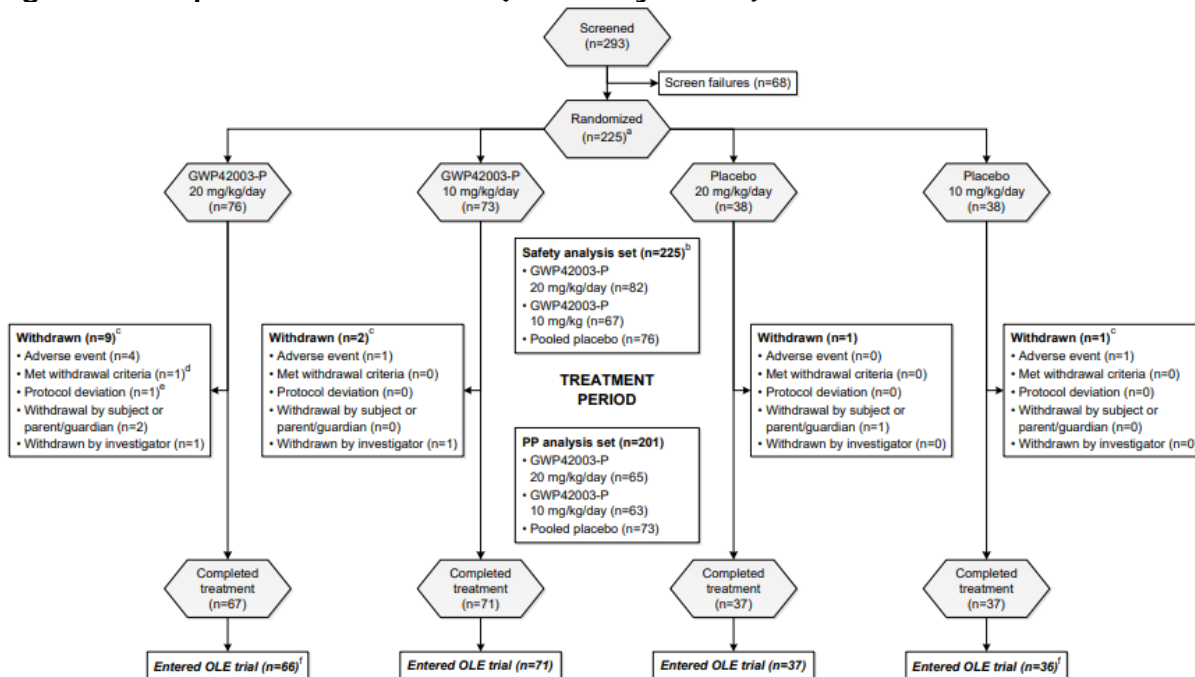 Screened
(n=293)
Screen failures (n=68)
Randomized
(n=225)a
GWP42003-P
20 mg/kg/day
(n=76)
GWP42003-P
10 mg/kg/day
(n=73)
Placebo
20 mg/kg/day
(n=38)
Placebo
10 mg/kg/day
(n=38)
Safety analysis set (n=225)b
• GWP42003-P
20 mg/kg/day (n=82)
• GWP42003-P
10 mg/kg (n=67)
• Pooled placebo (n=76)
Withdrawn (n=9)c
• Adverse event (n=4)
• Met withdrawal criteria (n=1)d
• Protocol deviation (n=1)e
• Withdrawal by subject or
parent/guardian (n=2)
• Withdrawn by investigator (n=1)
Withdrawn (n=2)c
• Adverse event (n=1)
• Met withdrawal criteria (n=0)
• Protocol deviation (n=0)
• Withdrawal by subject or
parent/guardian (n=0)
• Withdrawn by investigator (n=1)
TREATMENT
PERIOD
Withdrawn (n=1)
• Adverse event (n=0)
• Met withdrawal criteria (n=0)
• Protocol deviation (n=0)
• Withdrawal by subject or
parent/guardian (n=1)
• Withdrawn by investigator (n=0)
Withdrawn (n=1)c
• Adverse event (n=1)
• Met withdrawal criteria (n=0)
• Protocol deviation (n=0)
• Withdrawal by subject or
parent/guardian (n=0)
• Withdrawn by investigator (n=0)
PP analysis set (n=201)
• GWP42003-P
20 mg/kg/day (n=65)
• GWP42003-P
10 mg/kg/day (n=63)
• Pooled placebo (n=73)
Completed
treatment
(n=67)
Completed
treatment
(n=71)
Completed
treatment
(n=37)
Completed
treatment
(n=37)
Entered OLE trial (n=66)f
Entered OLE trial (n=71)
Entered OLE trial (n=37)
Entered OLE trial (n=36)f